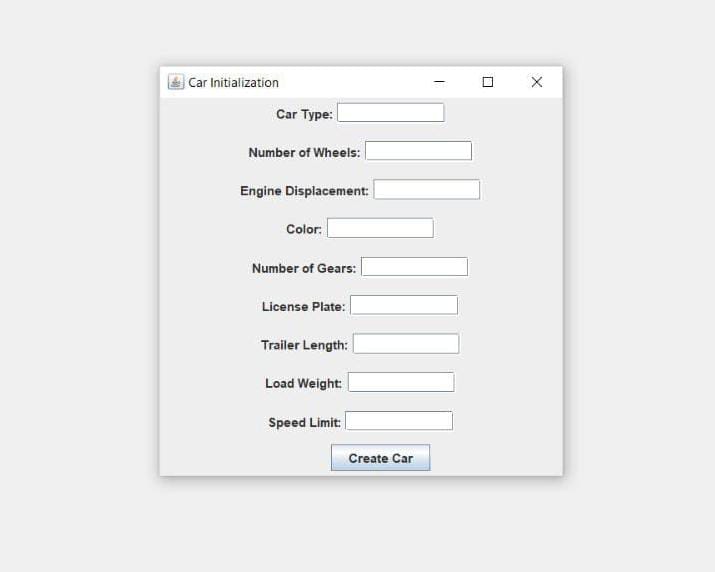 Car Initialization
Car Type:
Number of Wheels:
Engine Displacement:
Color:
Number of Gears:
License Plate:
Trailer Length:
Load Weight:
Speed Limit:
Create Car